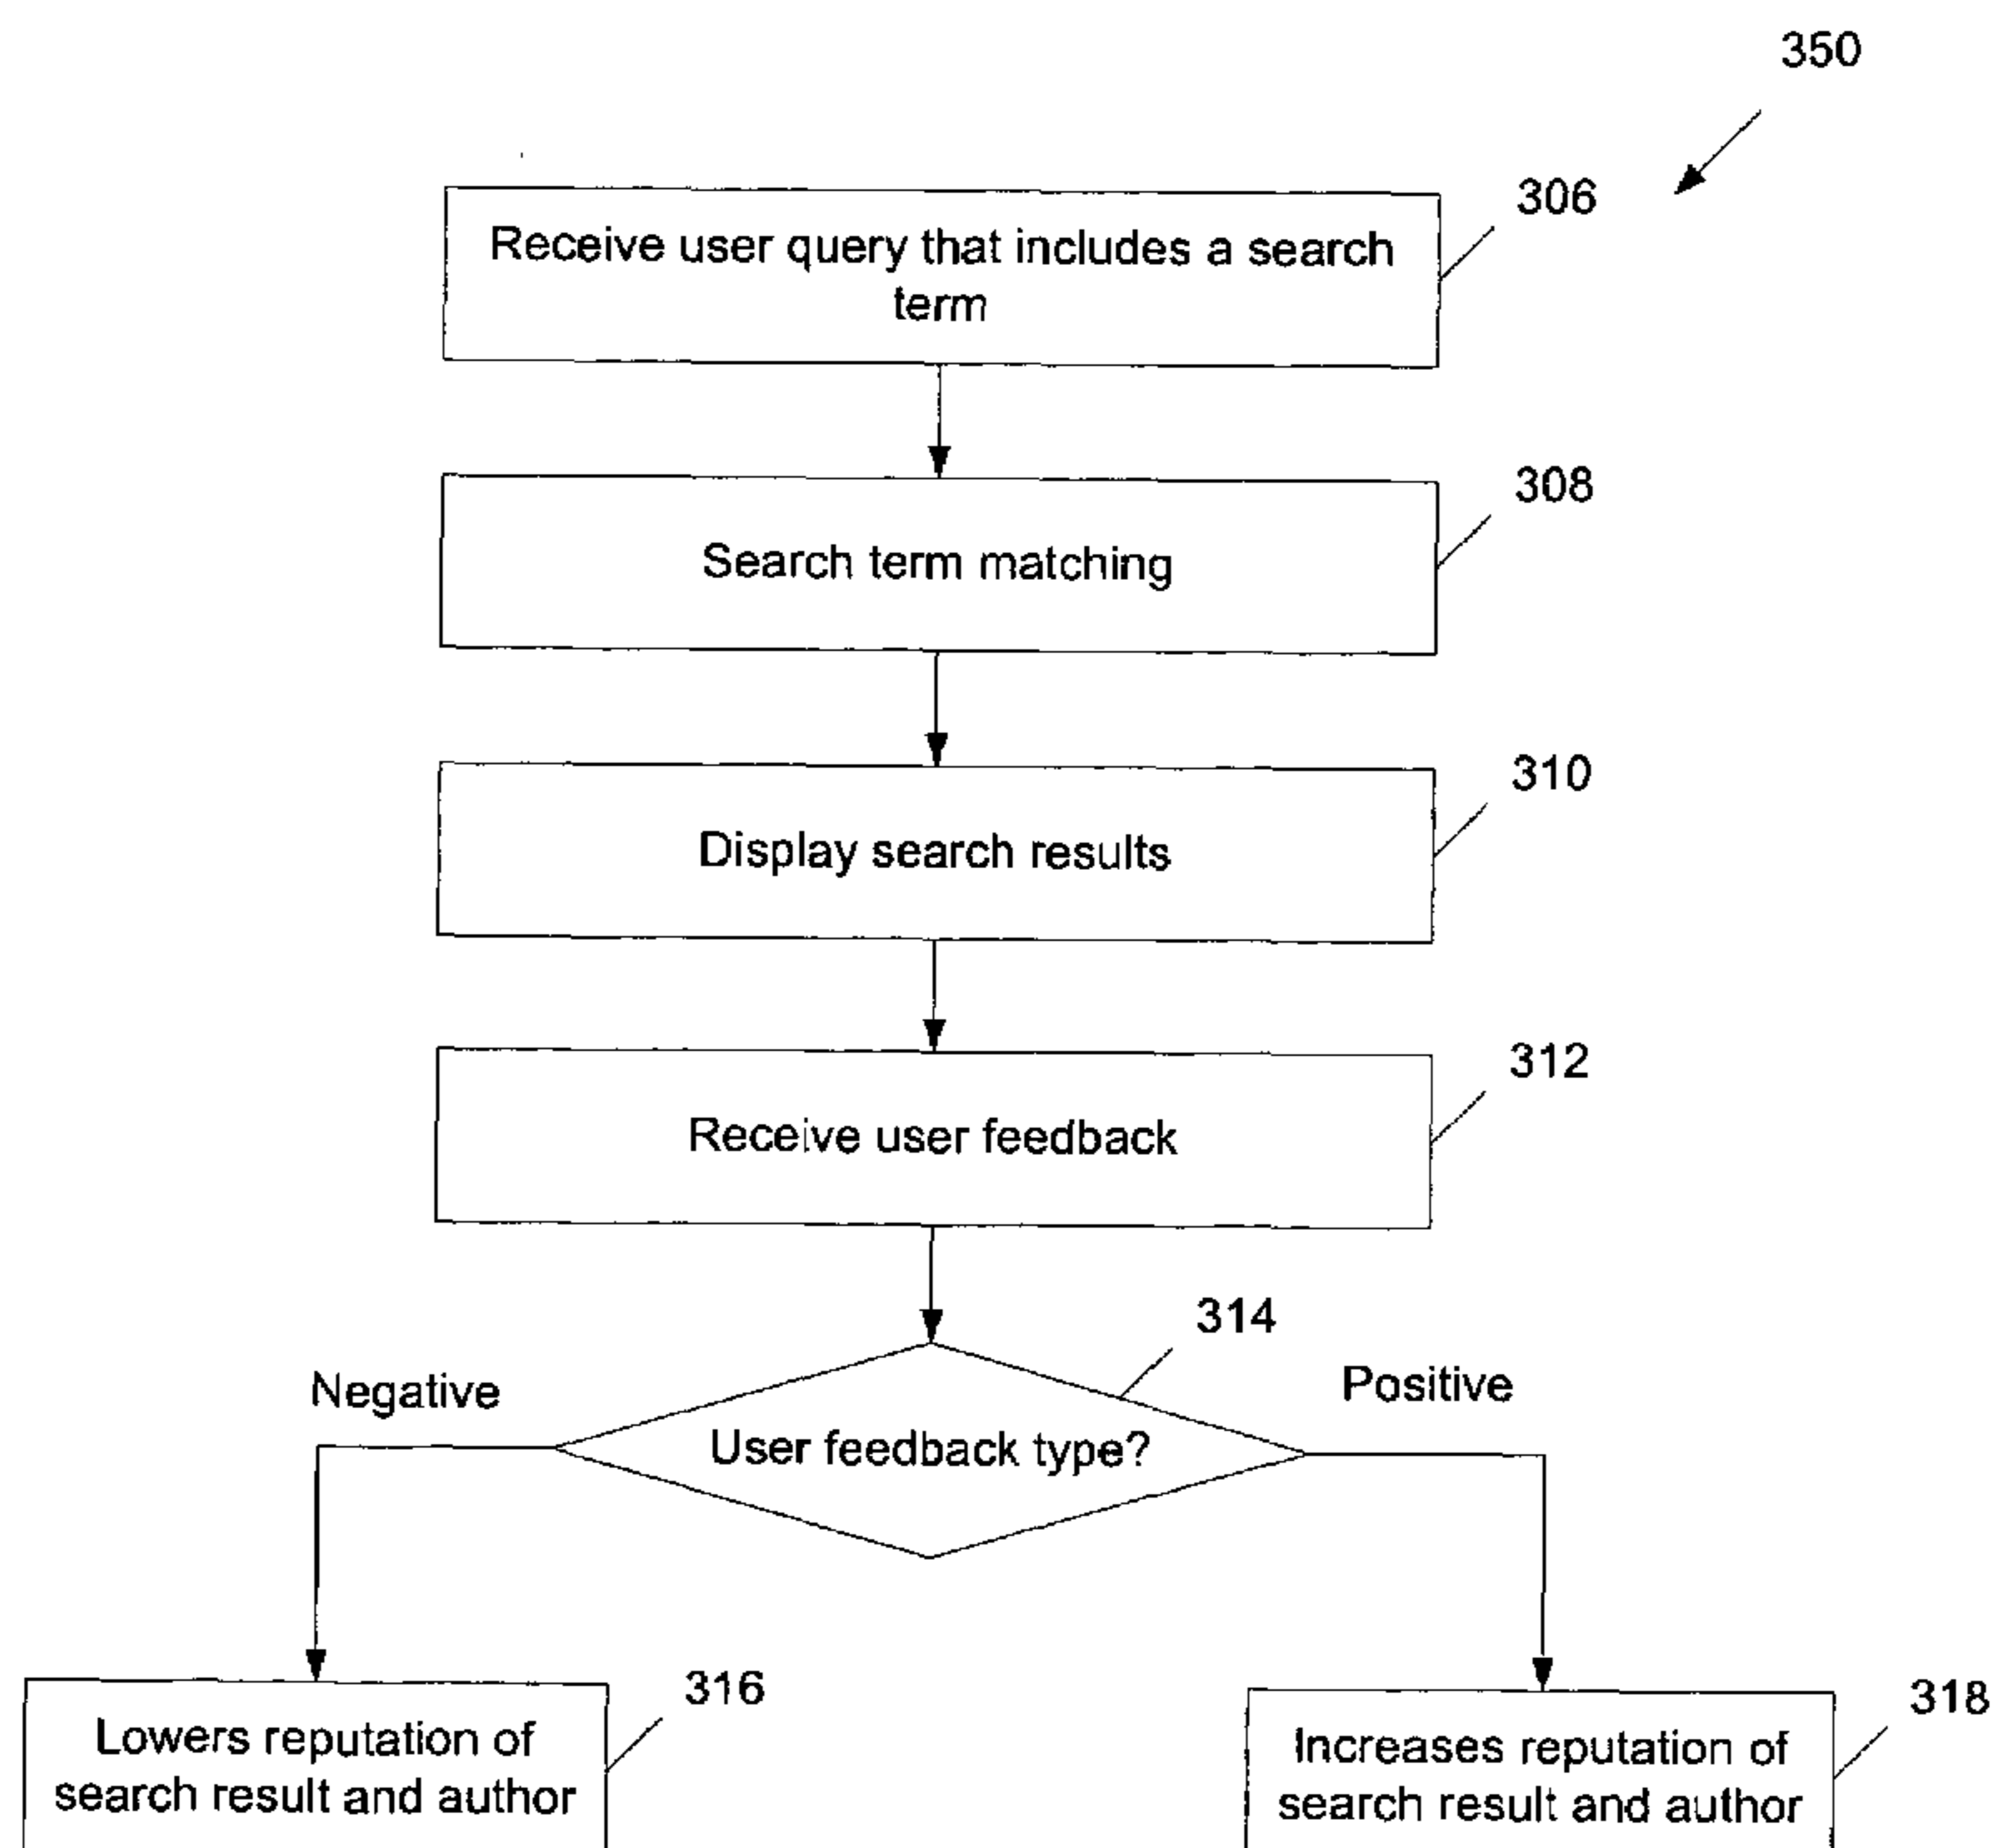 350
306
Receive user query that includes a search
term
308
Search term matching
310
Display search results
312
Receive user feedback
314
Negative
Positive
User feedback type?
316
Lowers reputation of
search result and author
318
Increases reputation of
search result and author